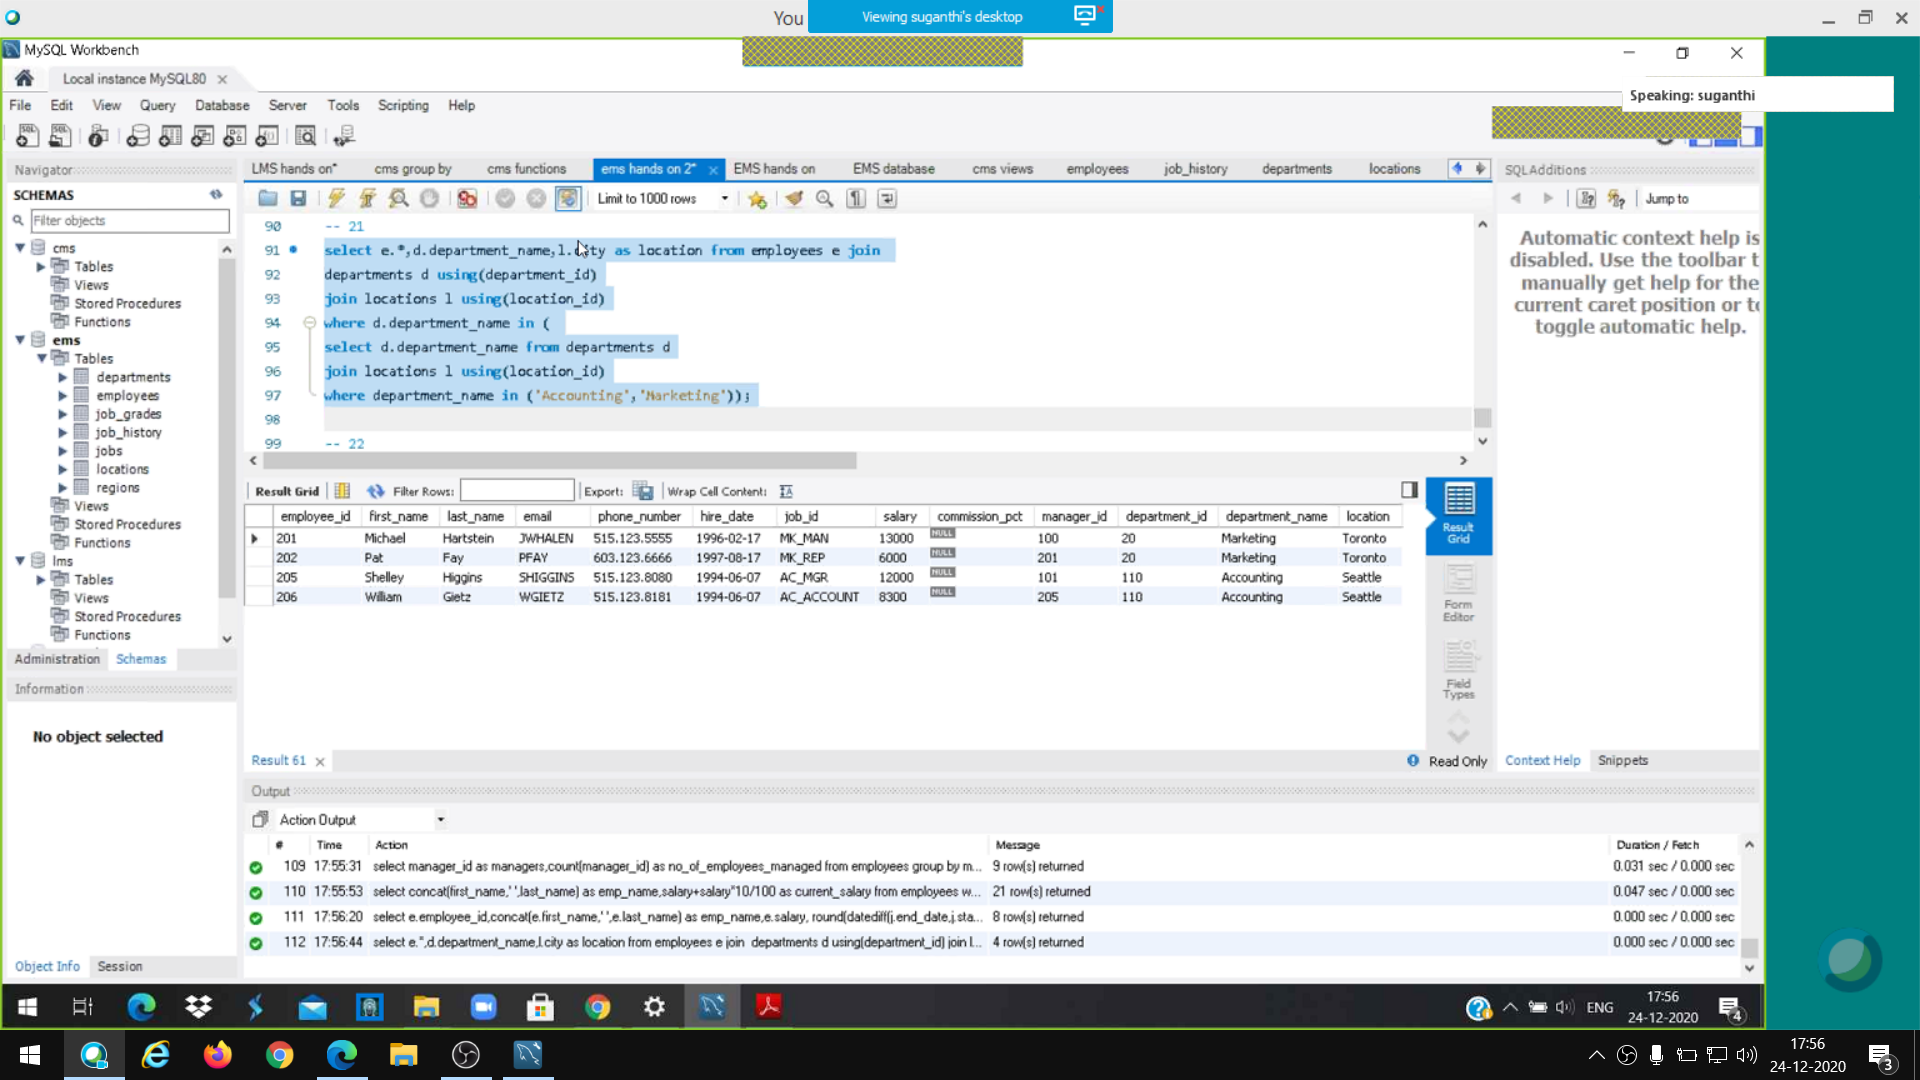 You
Viewing suganthi's desktop
MySQL Workbench
Local instance MySQL80
Speaking: suganthi
File Edit View Query Database Server Tools Scripting Help
Navigator
LMS hands on* cms group by cms functions ems hands on 2* EMS hands on EMS database cms views employees job_history departments locations
SQLAdditions
SCHEMAS
Limit to 1000 rows
Jump to
Filter objects
cms
Tables
Views
Stored Procedures
Functions
ems
Tables
departments
employees
job_grades
job_history
jobs
locations
regions
Views
Stored Procedures
Functions
lms
Tables
Views
Stored Procedures
Functions
Administration Schemas
Information
No object selected
Object Info Session
90 -- 21
91 select e.*,d.department_name,l.city as location from employees e join
92 departments d using(department_id)
93 join locations l using(location_id)
94 where d.department_name in (
95 select d.department_name from departments d
96 join locations l using(location_id)
97 where department_name in ('Accounting','Marketing'));
98
99 -- 22
Automatic context help is
disabled. Use the toolbar t
manually get help for the
current caret position or to
toggle automatic help.
Result Grid Filter Rows: Export: Wrap Cell Content:
employee_id first_name last_name email phone_number hire_date job_id salary commission_pct manager_id department_id department_name location
201 Michael Hartstein JWHALEN 515.123.5555 1996-02-17 MK_MAN 13000 NULL 100 20 Marketing Toronto
202 Pat Fay PFAY 603.123.6666 1997-08-17 MK_REP 6000 NULL 201 20 Marketing Toronto
205 Shelley Higgins SHIGGINS 515.123.8080 1994-06-07 AC_MGR 12000 NULL 101 110 Accounting Seattle
206 William Gietz WGIETZ 515.123.8181 1994-06-07 AC_ACCOUNT 8300 NULL 205 110 Accounting Seattle
Result
Grid
Form
Editor
Field
Types
Result 61
Read Only
Context Help Snippets
Output
Action Output
# Time Action Message Duration / Fetch
109 17:55:31 select manager_id as managers,count(manager_id) as no_of_employees_managed from employees group by m... 9 row(s) returned 0.031 sec / 0.000 sec
110 17:55:53 select concat(first_name,' ',last_name) as emp_name,salary+salary*10/100 as current_salary from employees w... 21 row(s) returned 0.047 sec / 0.000 sec
111 17:56:20 select e.employee_id,concat(e.first_name,' ',e.last_name) as emp_name,e.salary, round(datediff(j.end_date,j.sta... 8 row(s) returned 0.000 sec / 0.000 sec
112 17:56:44 select e.*,d.department_name,l.city as location from employees e join departments d using(department_id) join l... 4 row(s) returned 0.000 sec / 0.000 sec
ENG
17:56
24-12-2020
4
17:56
24-12-2020
3